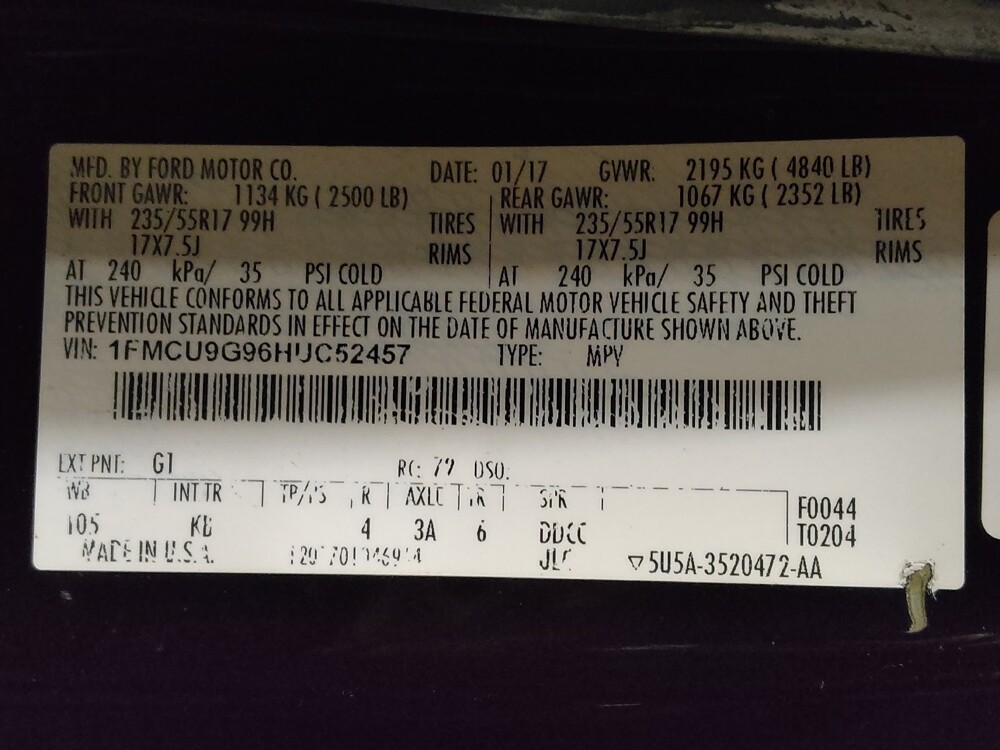 MFD. BY FORD MOTOR CO. DATE: 01/17 GVWR: 2195 KG ( 4840 LB)
FRONT GAWR: 1134 KG ( 2500 LB) REAR GAWR: 1067 KG ( 2352 LB)
WITH 235/55R17 99H TIRES WITH 235/55R17 99H TIRES
17X7.5J RIMS 17X7.5J RIMS
AT 240 kPa/ 35 PSI COLD AT 240 kPa/ 35 PSI COLD
THIS VEHICLE CONFORMS TO ALL APPLICABLE FEDERAL MOTOR VEHICLE SAFETY AND THEFT
PREVENTION STANDARDS IN EFFECT ON THE DATE OF MANUFACTURE SHOWN ABOVE.
VIN: 1FMCU9G96HUC52457 TYPE: MPV
EXT PNT: G1 RC: 79 DSO:
WB INT TR TP/PS R AXLE TR SPR
F0044
105 KB 4 3A 6 DDCC T0204
MADE IN U.S.A. ▽5U5A-3520472-AA